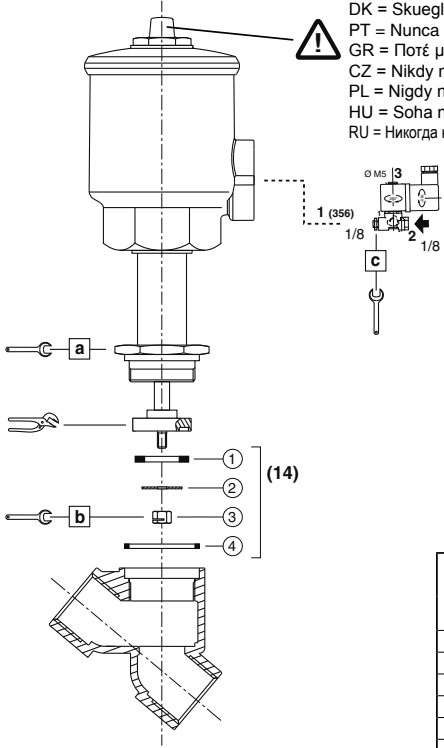 DK = Skuegl
PT = Nunca
GR = Ποτέ μ
CZ = Nikdy n
PL = Nigdy n
HU = Soha n
RU = Никогда н
Ø M5 3
1 (356)
1/8
2
1/8
c
a
1
2
(14)
b
3
4